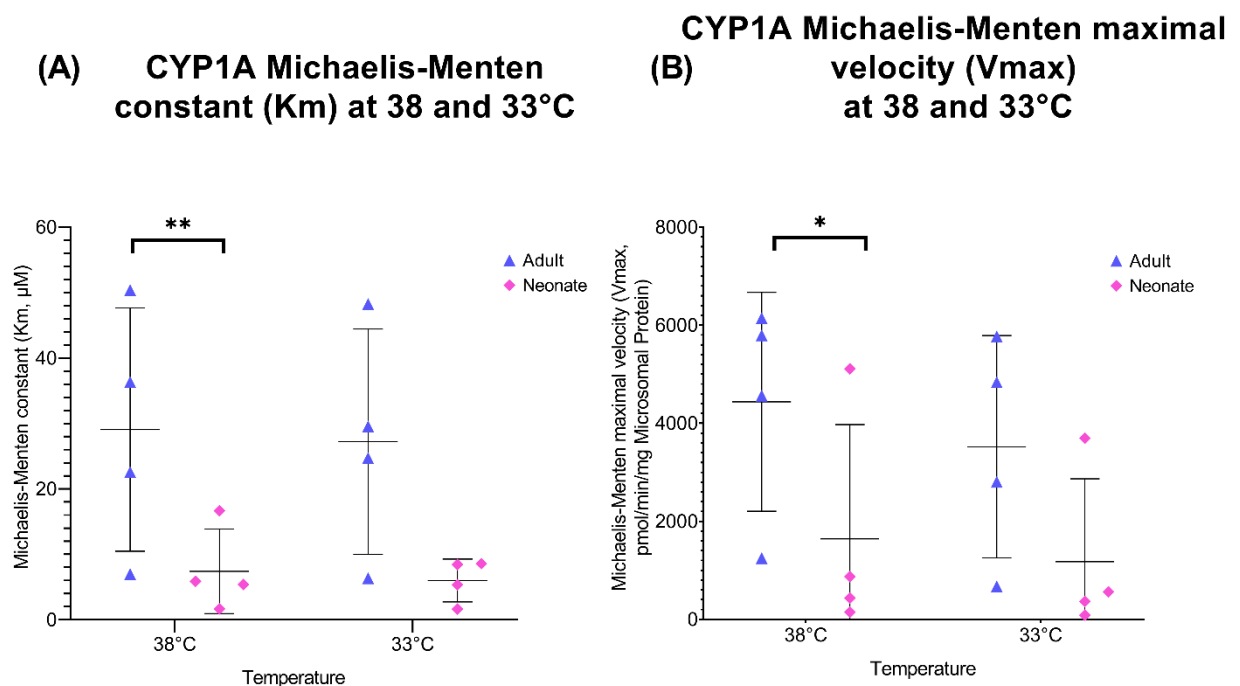 (A) CYP1A Michaelis-Menten
constant (Km) at 38 and 33°C
**
60
40
20
0
Michaelis-Menten constant (Km, µM)
Adult
Neonate
38°C
33°C
Temperature
CYP1A Michaelis-Menten maximal
(B) velocity (Vmax)
at 38 and 33°C
*
8000
6000
4000
2000
0
Michaelis-Menten maximal velocity (Vmax,
pmol/min/mg Microsomal Protein)
Adult
Neonate
38°C
33°C
Temperature